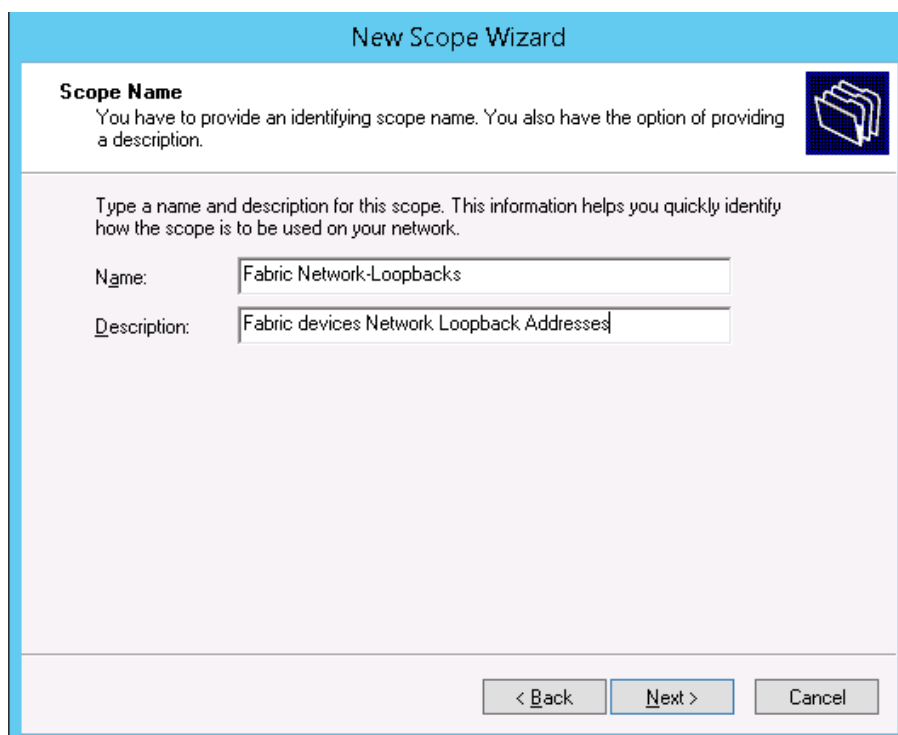 New Scope Wizard
Scope Name
You have to provide an identifying scope name. You also have the option of providing
a description.
Type a name and description for this scope. This information helps you quickly identify
how the scope is to be used on your network.
Name: Fabric Network-Loopbacks
Description: Fabric devices Network Loopback Addresses
< Back Next > Cancel